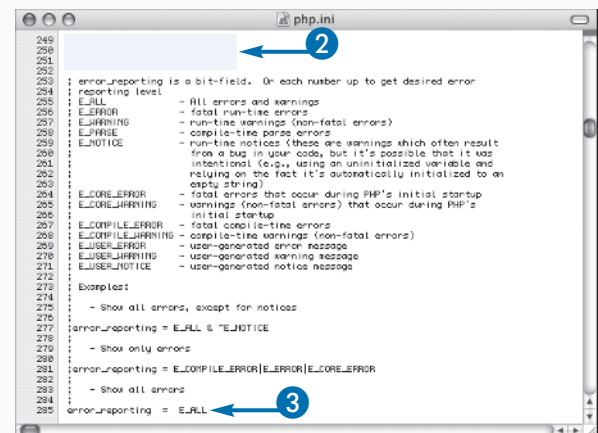 php.ini
2
249
250
251
252
253 ; error_reporting is a bit-field. Or each number up to get desired error
254 ; reporting level
255 ; E_ALL - All errors and warnings
256 ; E_ERROR - fatal run-time errors
257 ; E_WARNING - run-time warnings (non-fatal errors)
258 ; E_PARSE - compile-time parse errors
259 ; E_NOTICE - run-time notices (these are warnings which often result
260 ; from a bug in your code, but it's possible that it was
261 ; intentional (e.g., using an uninitialized variable and
262 ; relying on the fact it's automatically initialized to an
263 ; empty string)
264 ; E_CORE_ERROR - fatal errors that occur during PHP's initial startup
265 ; E_CORE_WARNING - warnings (non-fatal errors) that occur during PHP's
266 ; initial startup
267 ; E_COMPILE_ERROR - fatal compile-time errors
268 ; E_COMPILE_WARNING - compile-time warnings (non-fatal errors)
269 ; E_USER_ERROR - user-generated error message
270 ; E_USER_WARNING - user-generated warning message
271 ; E_USER_NOTICE - user-generated notice message
272 ;
273 ; Examples:
274 ;
275 ; - Show all errors, except for notices
276 ;
277 ;error_reporting = E_ALL & ~E_NOTICE
278 ;
279 ; - Show only errors
280 ;
281 ;error_reporting = E_COMPILE_ERROR|E_ERROR|E_CORE_ERROR
282 ;
283 ; - Show all errors
284 ;
285 error_reporting = E_ALL
3